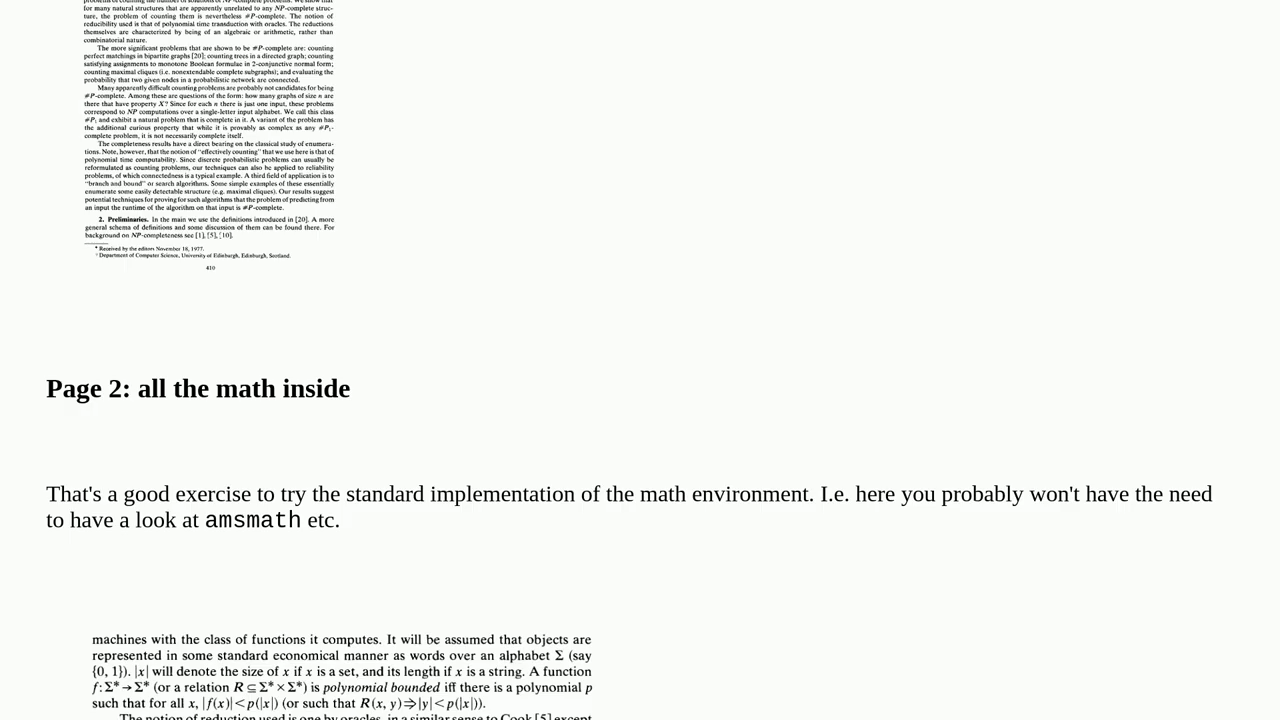 problems of counting the number of solutions of NP-complete problems. We show that
for many natural structures that are apparently unrelated to any NP-complete struc-
ture, the problem of counting them is nevertheless #P-complete. The notion of
reducibility used is that of polynomial time transduction with oracles. The reductions
themselves are characterized by being of an algebraic or arithmetic, rather than
combinatorial nature.
The more significant problems that are shown to be #P-complete are: counting
perfect matchings in bipartite graphs [20]; counting trees in a directed graph; counting
satisfying assignments to monotone Boolean formulae in 2-conjunctive normal form;
counting maximal cliques (i.e. nonextendable complete subgraphs); and evaluating the
probability that two given nodes in a probabilistic network are connected.
Many apparently difficult counting problems are probably not candidates for being
#P-complete. Among these are questions of the form: how many graphs of size n are
there that have property X? Since for each n there is just one input, these problems
correspond to NP computations over a single-letter input alphabet. We call this class
#P₁ and exhibit a natural problem that is complete in it. A variant of the problem has
the additional curious property that while it is provably as complex as any #P₁-
complete problem, it is not necessarily complete itself.
The completeness results have a direct bearing on the classical study of enumera-
tions. Note, however, that the notion of "effectively counting" that we use here is that of
polynomial time computability. Since discrete probabilistic problems can usually be
reformulated as counting problems, our techniques can also be applied to reliability
problems, of which connectedness is a typical example. A third field of application is to
"branch and bound" or search algorithms. Some simple examples of these essentially
enumerate some easily detectable structure (e.g. maximal cliques). Our results suggest
potential techniques for proving for such algorithms that the problem of predicting from
an input the runtime of the algorithm on that input is #P-complete.
2. Preliminaries. In the main we use the definitions introduced in [20]. A more
general schema of definitions and some discussion of them can be found there. For
background on NP-completeness see [1], [5], [10].
* Received by the editors November 18, 1977.
† Department of Computer Science, University of Edinburgh, Edinburgh, Scotland.
410
Page 2: all the math inside
That's a good exercise to try the standard implementation of the math environment. I.e. here you probably won't have the need
to have a look at amsmath etc.
machines with the class of functions it computes. It will be assumed that objects are
represented in some standard economical manner as words over an alphabet Σ (say
{0, 1}). |x| will denote the size of x if x is a set, and its length if x is a string. A function
f: Σ* → Σ* (or a relation R ⊆ Σ* × Σ*) is polynomial bounded iff there is a polynomial p
such that for all x, |f(x)| < p(|x|) (or such that R(x, y) ⇒ |y| < p(|x|)).
The notion of reduction used is one by oracles, in a similar sense to Cook [5] except